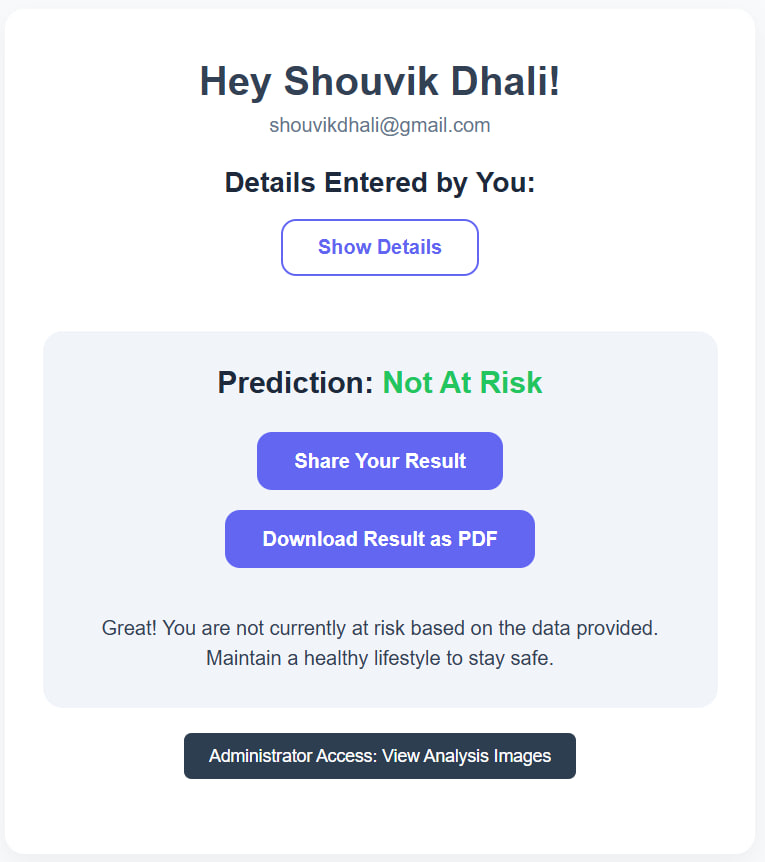 Hey Shouvik Dhali!
shouvikdhali@gmail.com
Details Entered by You:
Show Details
Prediction: Not At Risk
Share Your Result
Download Result as PDF
Great! You are not currently at risk based on the data provided.
Maintain a healthy lifestyle to stay safe.
Administrator Access: View Analysis Images